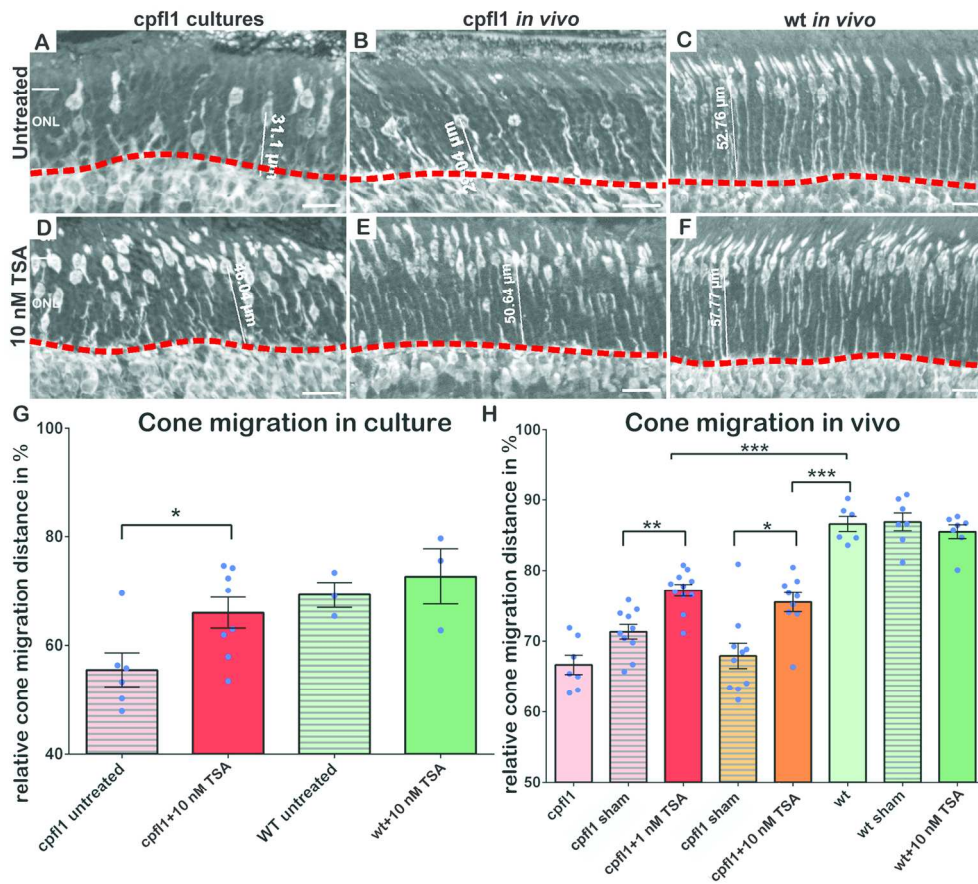 cpfl1 cultures
cpfl1 in vivo
wt in vivo
Untreated
A
ONL
31.1 µm
B
C
52.76 µm
10 nM TSA
D
ONL
46.04 µm
E
50.64 µm
F
57.77 µm
G
Cone migration in culture
relative cone migration distance in %
100
80
60
40
*
cpfl1 untreated
cpfl1+10 nM TSA
WT untreated
wt+10 nM TSA
H
Cone migration in vivo
relative cone migration distance in %
100
90
80
70
60
50
***
***
**
*
cpfl1
cpfl1 sham
cpfl1+1 nM TSA
cpfl1 sham
cpfl1+10 nM TSA
wt
wt sham
wt+10 nM TSA